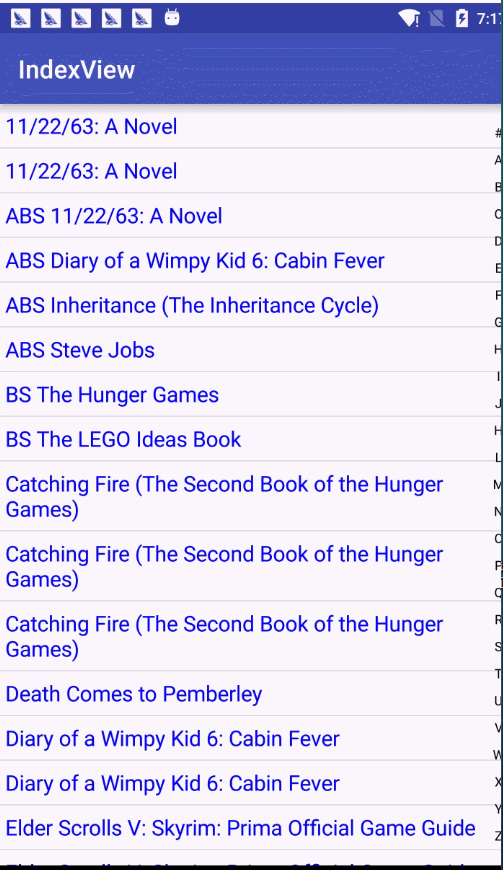 7:1
IndexView
11/22/63: A Novel
11/22/63: A Novel
ABS 11/22/63: A Novel
ABS Diary of a Wimpy Kid 6: Cabin Fever
ABS Inheritance (The Inheritance Cycle)
ABS Steve Jobs
BS The Hunger Games
BS The LEGO Ideas Book
Catching Fire (The Second Book of the Hunger
Games)
Catching Fire (The Second Book of the Hunger
Games)
Catching Fire (The Second Book of the Hunger
Games)
Death Comes to Pemberley
Diary of a Wimpy Kid 6: Cabin Fever
Diary of a Wimpy Kid 6: Cabin Fever
Elder Scrolls V: Skyrim: Prima Official Game Guide
#
A
B
C
D
E
F
G
H
I
J
H
L
M
N
O
P
Q
R
S
T
U
V
W
X
Y
Z